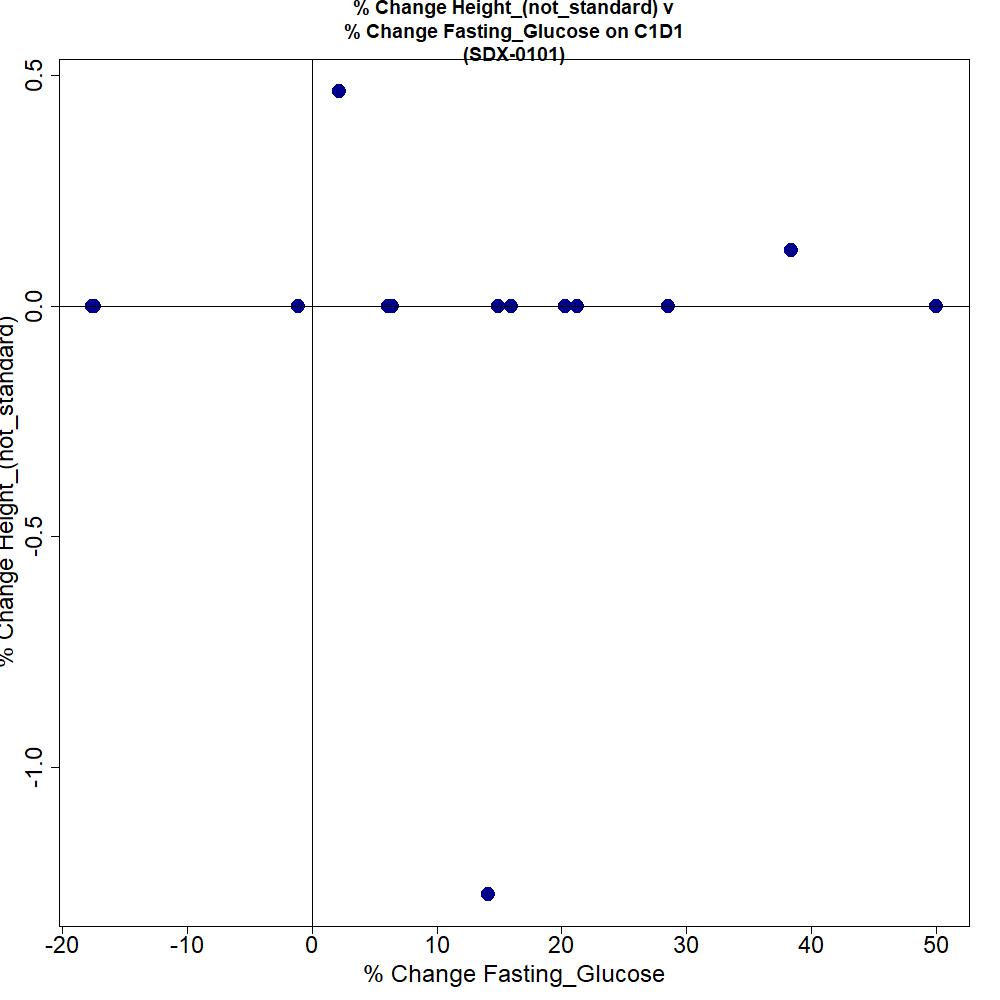 % Change Height_(not_standard) v
% Change Fasting_Glucose on C1D1
(SDX-0101)
% Change Height_(not_standard)
0.5
0.0
-0.5
-1.0
-20 -10 0 10 20 30 40 50
% Change Fasting_Glucose